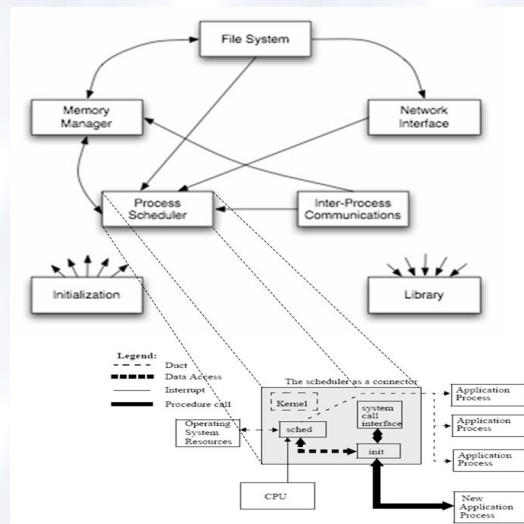 File System
Memory
Manager
Network
Interface
Process
Scheduler
Inter-Process
Communications
Initialization
Library
Legend:
Duct
Data Access
Interrupt
Procedure call
The scheduler as a connector
Kernel
system
call
interface
sched
init
Operating
System
Resources
CPU
Application
Process
Application
Process
Application
Process
New
Application
Process